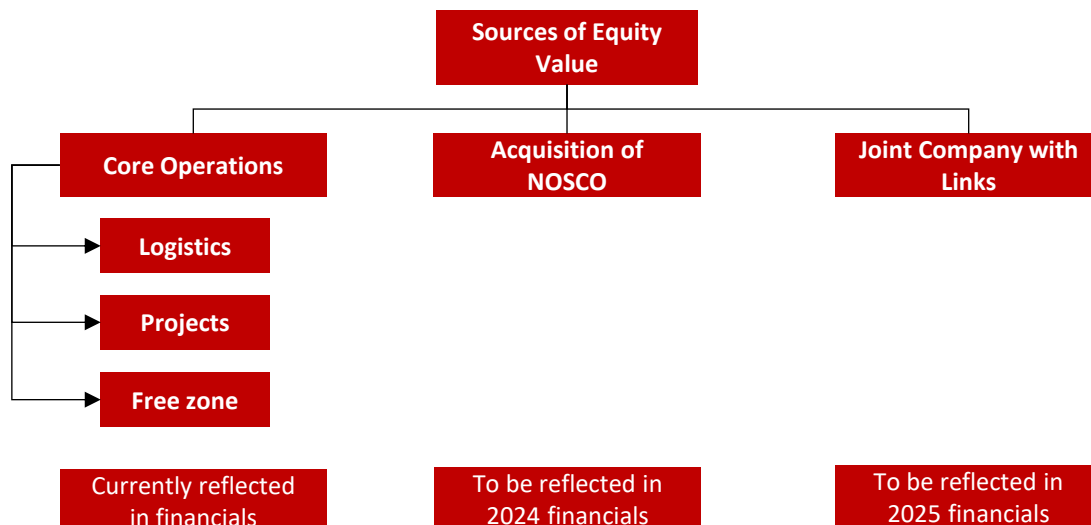 Sources of Equity
Value
Core Operations
Acquisition of
NOSCO
Joint Company with
Links
Logistics
Projects
Free zone
Currently reflected
in financials
To be reflected in
2024 financials
To be reflected in
2025 financials